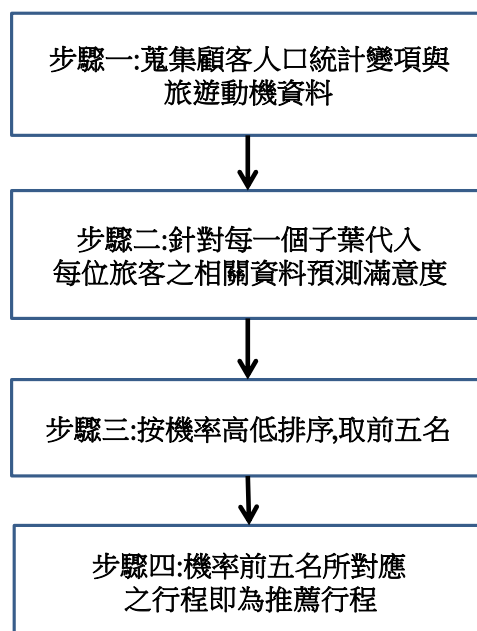 步驟一:蒐集顧客人口統計變項與
旅遊動機資料
步驟二:針對每一個子葉代入
每位旅客之相關資料預測滿意度
步驟三:按機率高低排序,取前五名
步驟四:機率前五名所對應
之行程即為推薦行程